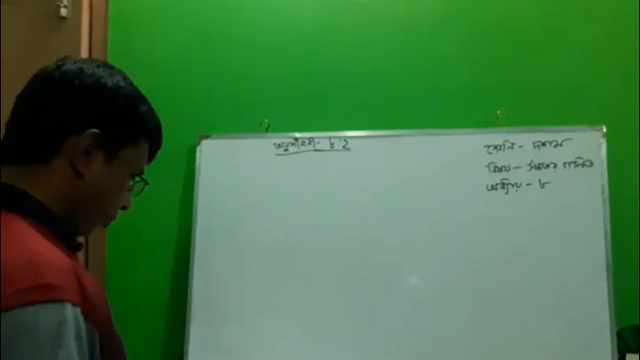 অনুশীলনী - ৮.২
শ্রেণি - দশম
বিষয় - উচ্চতর গণিত
অধ্যায় - ৮